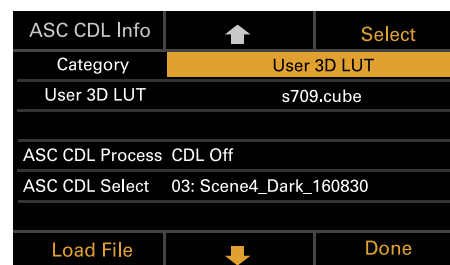 ASC CDL Info Select
Category User 3D LUT
User 3D LUT s709.cube
ASC CDL Process CDL Off
ASC CDL Select 03: Scene4_Dark_160830
Load File Done